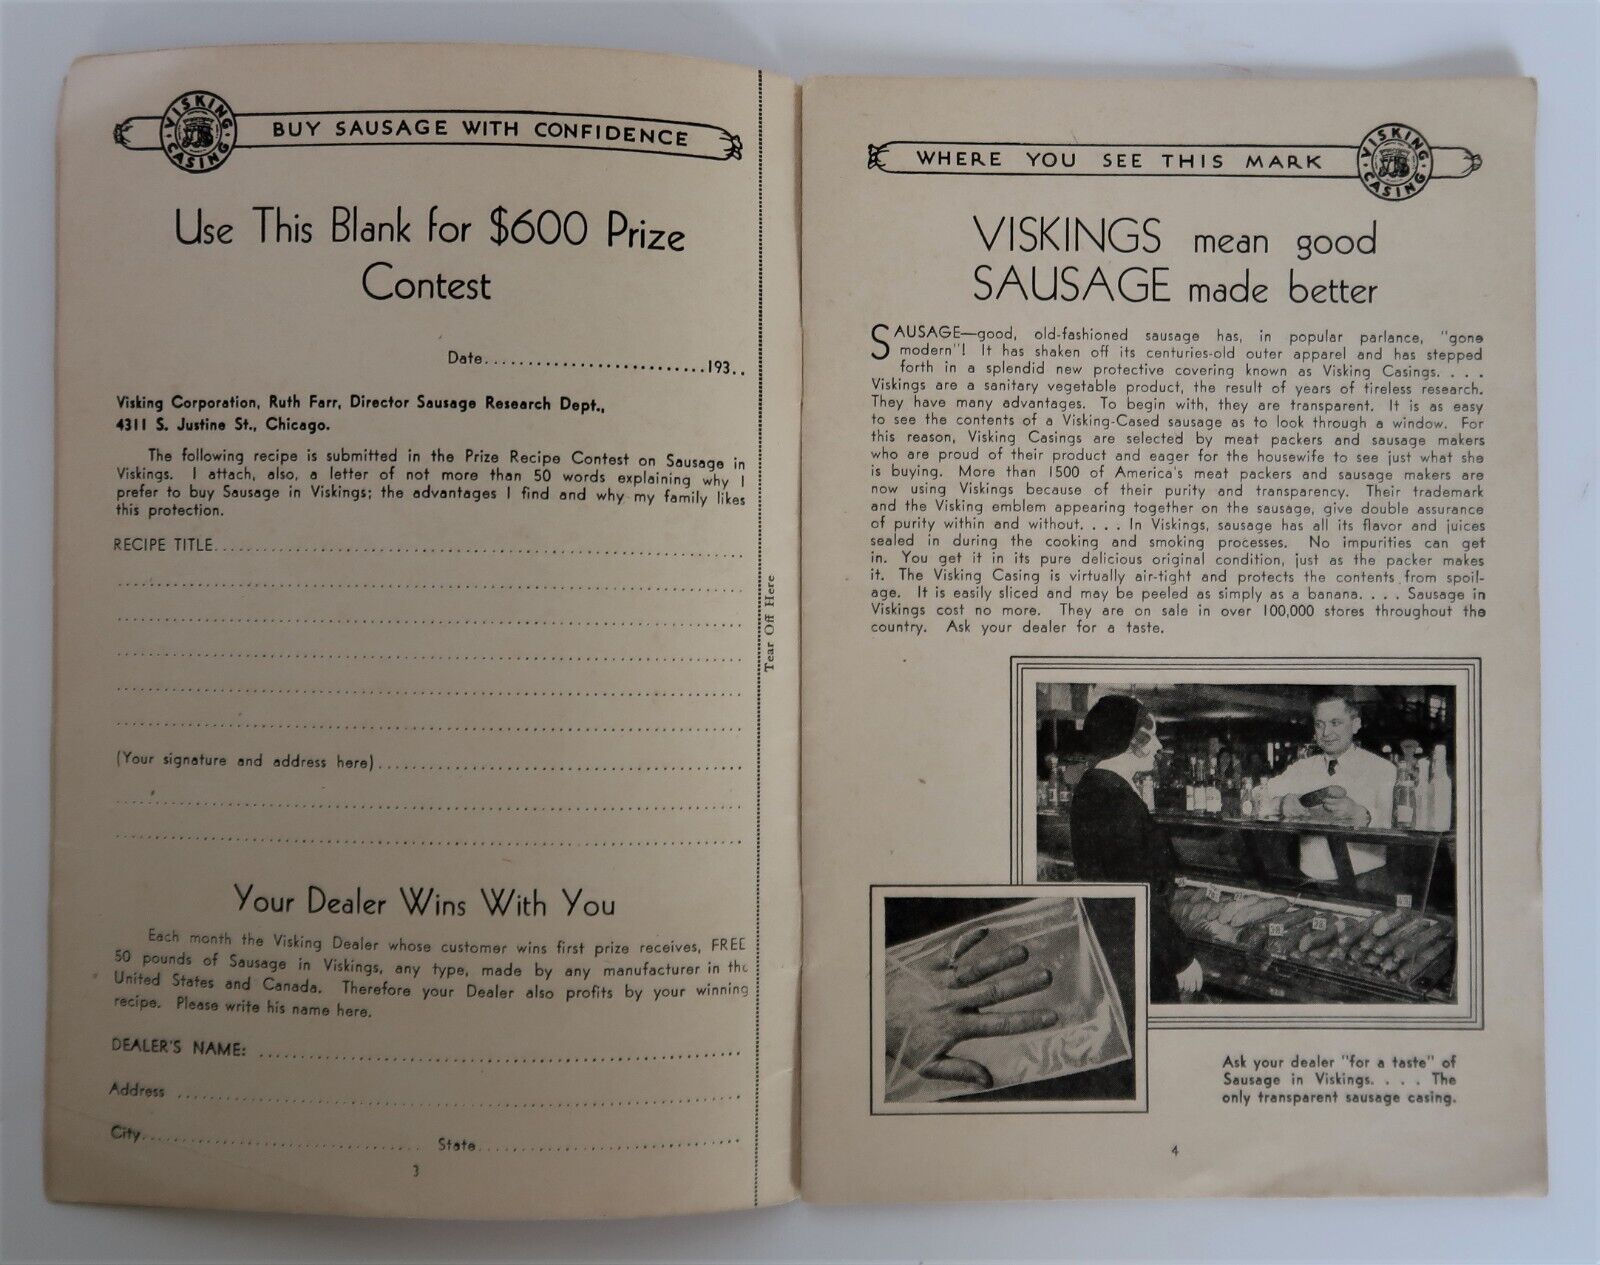 VISKING CASING
BUY SAUSAGE WITH CONFIDENCE
Use This Blank for $600 Prize
Contest
Date..........................193..
Visking Corporation, Ruth Farr, Director Sausage Research Dept.,
4311 S. Justine St., Chicago.
The following recipe is submitted in the Prize Recipe Contest on Sausage in
Viskings. I attach, also, a letter of not more than 50 words explaining why I
prefer to buy Sausage in Viskings; the advantages I find and why my family likes
this protection.
RECIPE TITLE
(Your signature and address here)
Tear Off Here
Your Dealer Wins With You
Each month the Visking Dealer whose customer wins first prize receives, FREE
50 pounds of Sausage in Viskings, any type, made by any manufacturer in the
United States and Canada. Therefore your Dealer also profits by your winning
recipe. Please write his name here.
DEALER'S NAME:
Address
City State
3
WHERE YOU SEE THIS MARK
VISKING CASING
VISKINGS mean good
SAUSAGE made better
SAUSAGE—good, old-fashioned sausage has, in popular parlance, "gone
modern"! It has shaken off its centuries-old outer apparel and has stepped
forth in a splendid new protective covering known as Visking Casings. . . .
Viskings are a sanitary vegetable product, the result of years of tireless research.
They have many advantages. To begin with, they are transparent. It is as easy
to see the contents of a Visking-Cased sausage as to look through a window. For
this reason, Visking Casings are selected by meat packers and sausage makers
who are proud of their product and eager for the housewife to see just what she
is buying. More than 1500 of America's meat packers and sausage makers are
now using Viskings because of their purity and transparency. Their trademark
and the Visking emblem appearing together on the sausage, give double assurance
of purity within and without. . . . In Viskings, sausage has all its flavor and juices
sealed in during the cooking and smoking processes. No impurities can get
in. You get it in its pure delicious original condition, just as the packer makes
it. The Visking Casing is virtually air-tight and protects the contents from spoil-
age. It is easily sliced and may be peeled as simply as a banana. . . . Sausage in
Viskings cost no more. They are on sale in over 100,000 stores throughout the
country. Ask your dealer for a taste.
Ask your dealer "for a taste" of
Sausage in Viskings. . . . The
only transparent sausage casing.
4